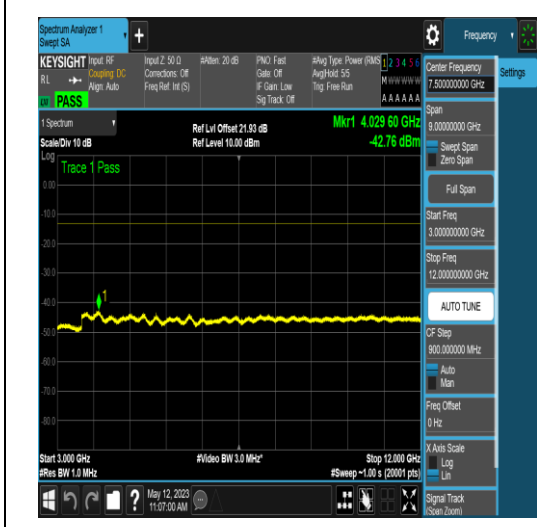 Spectrum Analyzer 1
Swept SA
Frequency
KEYSIGHT
Input: RF
Coupling: DC
Align: Auto
Input Z: 50 Ω
Corrections: Off
Freq Ref: Int (S)
#Atten: 20 dB
PNO: Fast
Gate: Off
IF Gain: Low
Sig Track: Off
#Avg Type: Power (RMS
Avg|Hold: 5/5
Trig: Free Run
1 2 3 4 5 6
M W W W W W
A A A A A A
RL
PASS
1 Spectrum
Scale/Div 10 dB
Ref Lvl Offset 21.93 dB
Ref Level 10.00 dBm
Mkr1 4.029 60 GHz
-42.76 dBm
Log
Trace 1 Pass
0.00
-10.0
-20.0
-30.0
-40.0
-50.0
-60.0
-70.0
-80.0
1
Start 3.000 GHz
#Res BW 1.0 MHz
#Video BW 3.0 MHz*
Stop 12.000 GHz
#Sweep ~1.00 s (20001 pts)
May 12, 2023
11:07:00 AM
Center Frequency
7.500000000 GHz
Settings
Span
9.00000000 GHz
Swept Span
Zero Span
Full Span
Start Freq
3.000000000 GHz
Stop Freq
12.000000000 GHz
AUTO TUNE
CF Step
900.000000 MHz
Auto
Man
Freq Offset
0 Hz
X Axis Scale
Log
Lin
Signal Track
(Span Zoom)